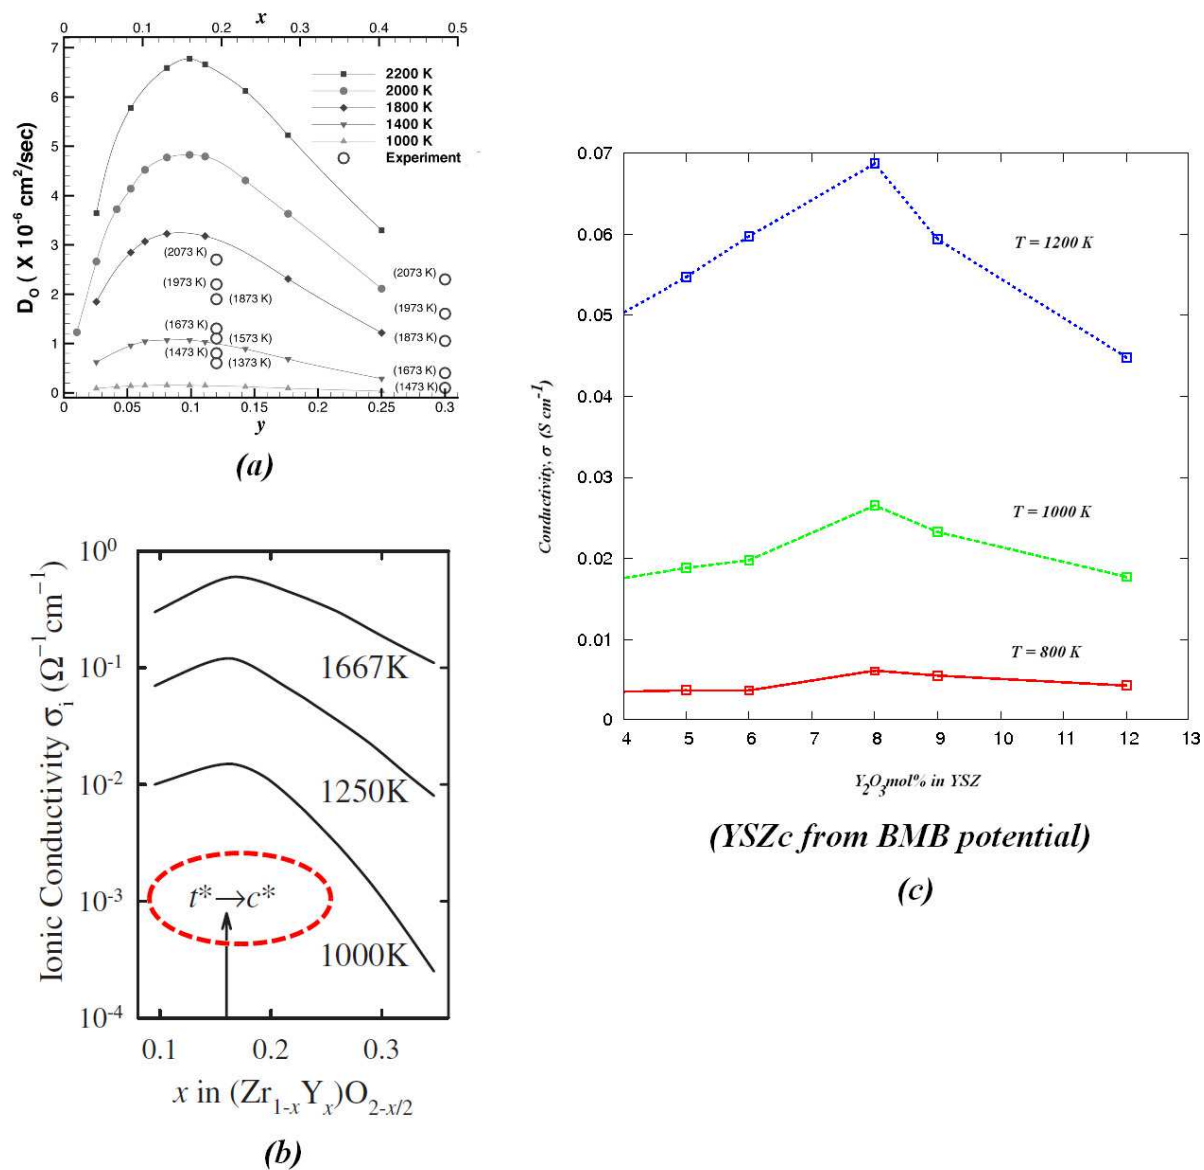 x
0 0.1 0.2 0.3 0.4 0.5
7
6
5
4
3
2
1
0
D_O ( X 10^-6 cm^2/sec)
2200 K
2000 K
1800 K
1400 K
1000 K
Experiment
(2073 K)
(1973 K)
(1873 K)
(1673 K)
(1573 K)
(1473 K)
(1373 K)
(2073 K)
(1973 K)
(1873 K)
(1673 K)
(1473 K)
0 0.05 0.1 0.15 0.2 0.25 0.3
y
(a)
10^0
10^-1
10^-2
10^-3
10^-4
Ionic Conductivity σ_i (Ω^-1cm^-1)
1667K
1250K
1000K
t*→c*
0.1 0.2 0.3
x in (Zr_1-xY_x)O_2-x/2
(b)
0.07
0.06
0.05
0.04
0.03
0.02
0.01
0
Conductivity, σ (S cm^-1)
T = 1200 K
T = 1000 K
T = 800 K
4 5 6 7 8 9 10 11 12 13
Y_2O_3mol% in YSZ
(YSZc from BMB potential)
(c)